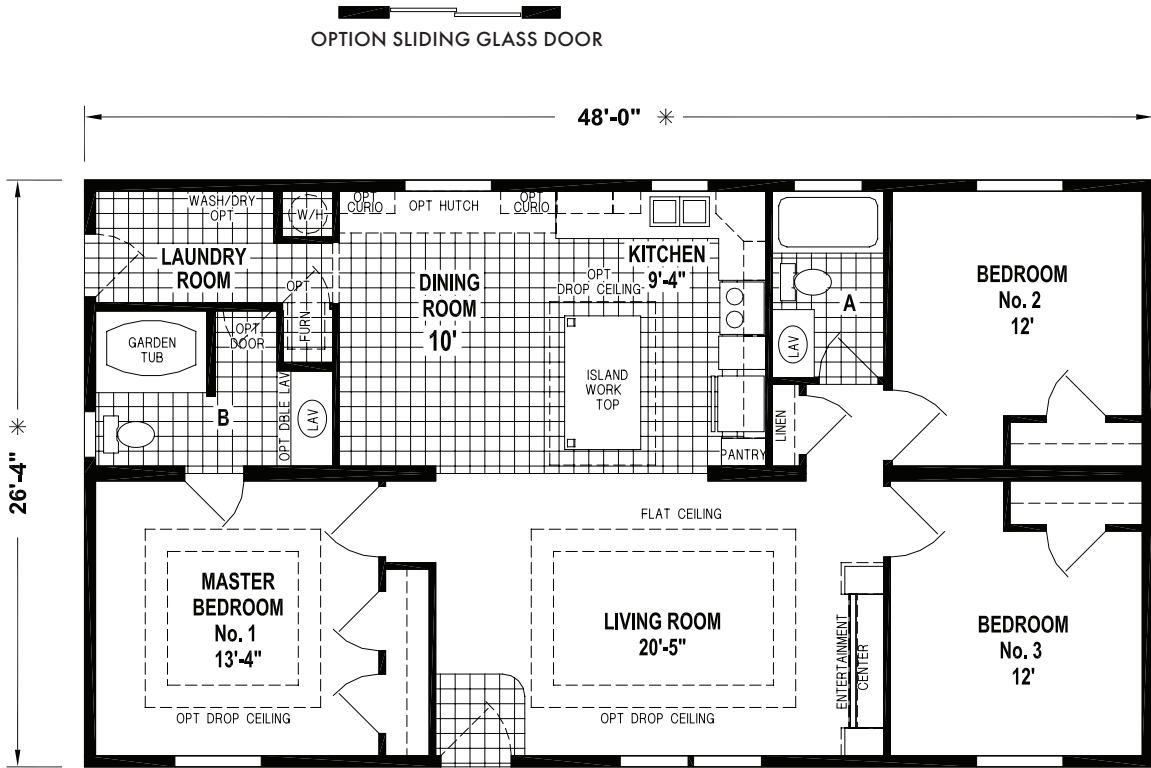 OPTION SLIDING GLASS DOOR
48'-0" ✳
26'-4" ✳
WASH/DRY
OPT
W/H
LAUNDRY
ROOM
OPT
FURN
OPT
CURIO
OPT HUTCH
OPT
CURIO
DINING
ROOM
10'
KITCHEN
9'-4"
OPT
DROP CEILING
ISLAND
WORK
TOP
PANTRY
LINEN
LAV
A
BEDROOM
No. 2
12'
GARDEN
TUB
OPT
DOOR
B
OPT DBLE LAV
LAV
MASTER
BEDROOM
No. 1
13'-4"
OPT DROP CEILING
FLAT CEILING
LIVING ROOM
20'-5"
OPT DROP CEILING
ENTERTAINMENT
CENTER
BEDROOM
No. 3
12'